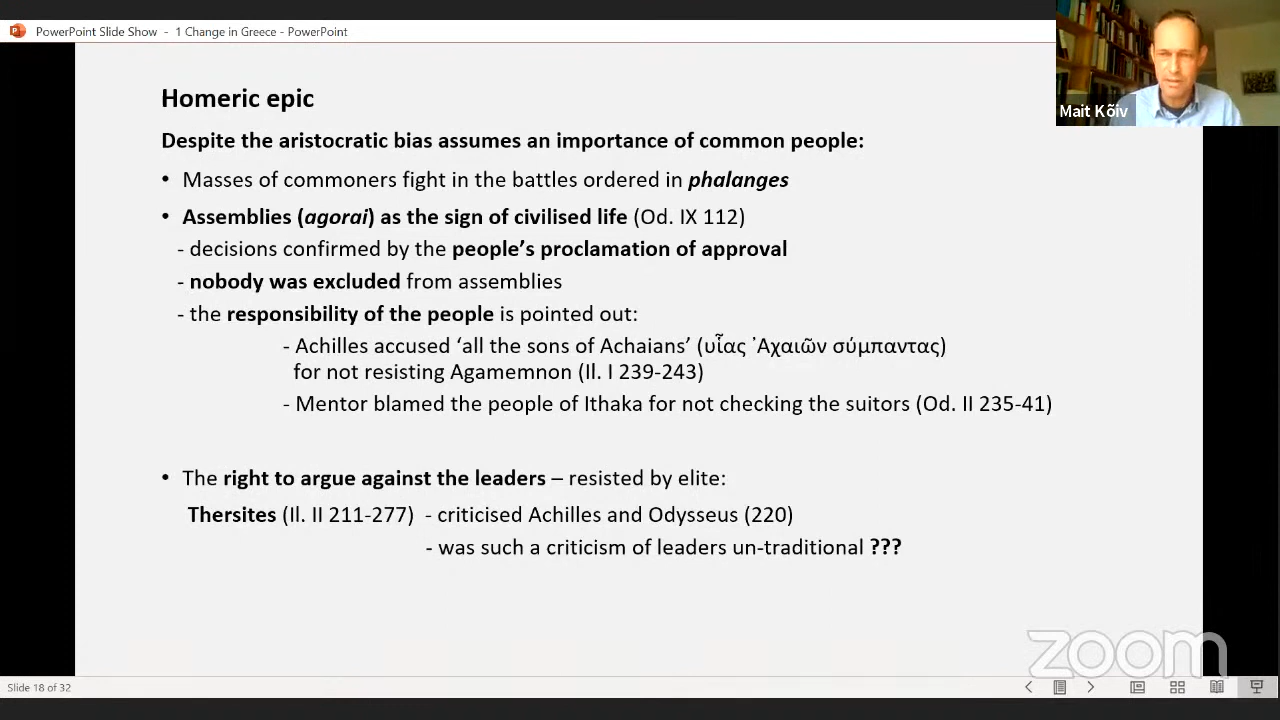 PowerPoint Slide Show - 1 Change in Greece - PowerPoint
Mait Kõiv
Homeric epic
Despite the aristocratic bias assumes an importance of common people:
• Masses of commoners fight in the battles ordered in phalanges
• Assemblies (agorai) as the sign of civilised life (Od. IX 112)
- decisions confirmed by the people’s proclamation of approval
- nobody was excluded from assemblies
- the responsibility of the people is pointed out:
- Achilles accused ‘all the sons of Achaians’ (υἷας Ἀχαιῶν σύμπαντας)
for not resisting Agamemnon (Il. I 239-243)
- Mentor blamed the people of Ithaka for not checking the suitors (Od. II 235-41)
• The right to argue against the leaders – resisted by elite:
Thersites (Il. II 211-277) - criticised Achilles and Odysseus (220)
- was such a criticism of leaders un-traditional ???
zoom
Slide 18 of 32